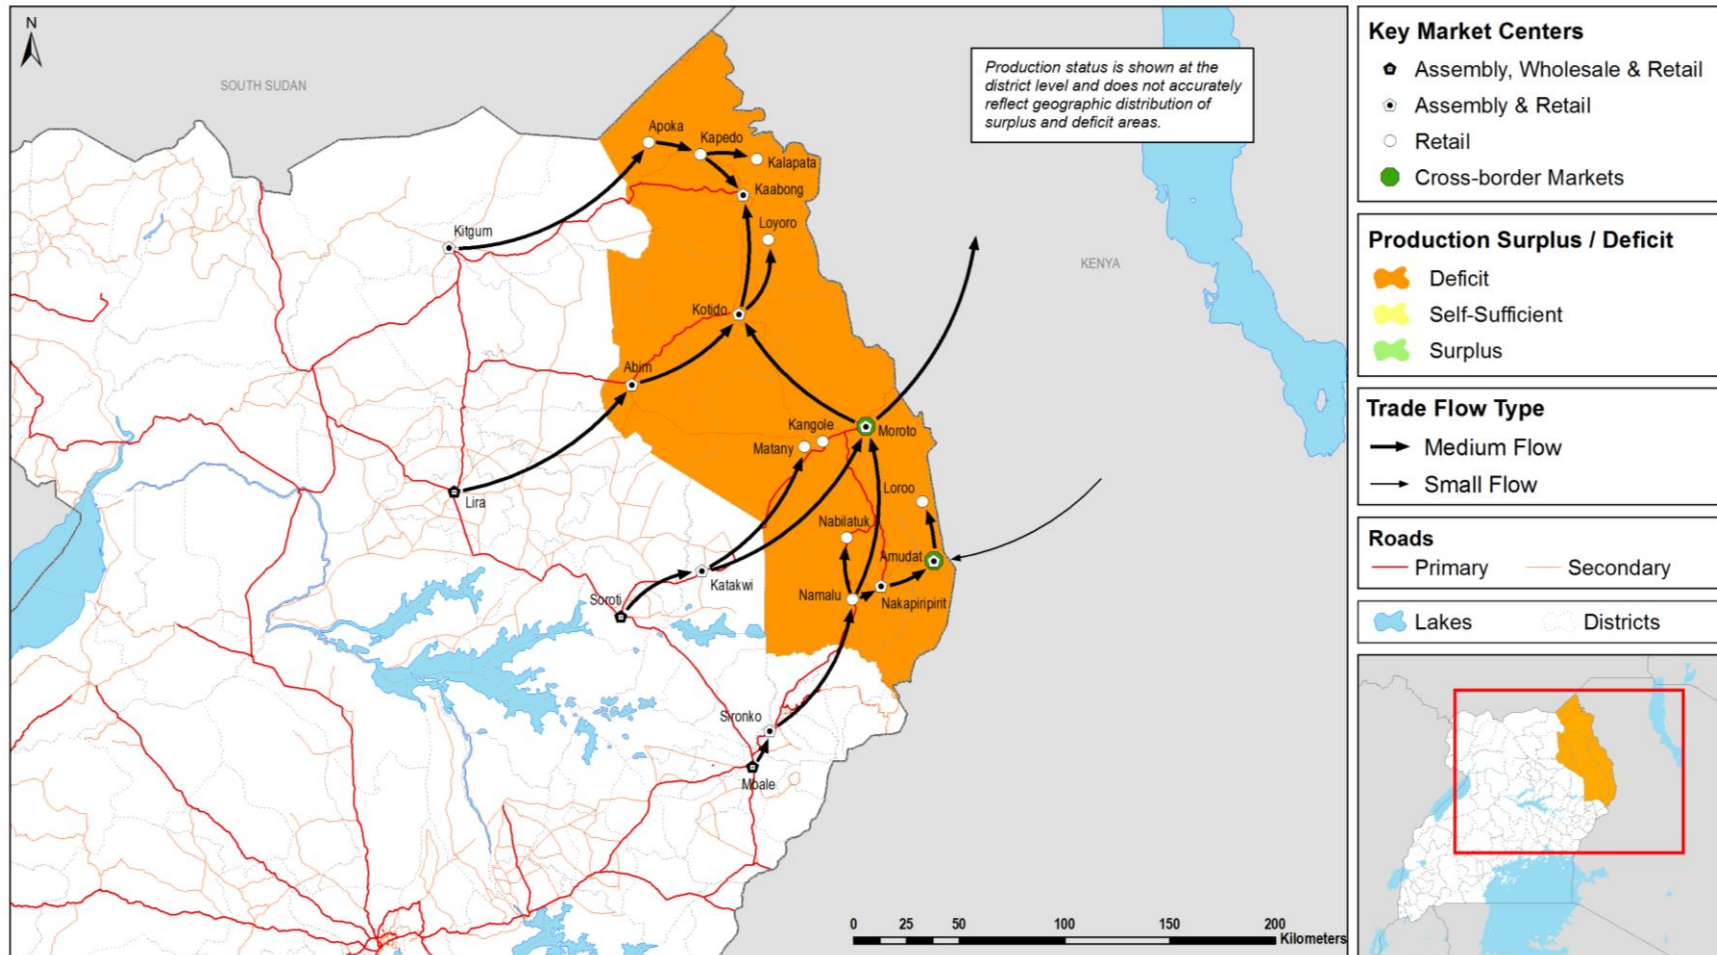 N
SOUTH SUDAN
Production status is shown at the
district level and does not accurately
reflect geographic distribution of
surplus and deficit areas.
Apoka
Kapedo
Kalapata
Kaabong
Loyoro
Kitgum
KENYA
Kotido
Abim
Kangole
Moroto
Matany
Lira
Loroo
Nabilatuk
Amudat
Katakwi
Namalu
Nakapiripirit
Soroti
Sironko
Mbale
0 25 50 100 150 200
Kilometers
Key Market Centers
Assembly, Wholesale & Retail
Assembly & Retail
Retail
Cross-border Markets
Production Surplus / Deficit
Deficit
Self-Sufficient
Surplus
Trade Flow Type
Medium Flow
Small Flow
Roads
Primary Secondary
Lakes Districts